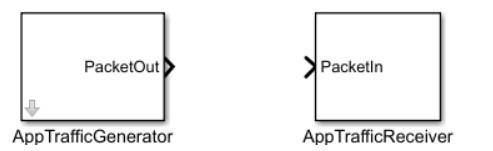 PacketOut
PacketIn
AppTrafficGenerator
AppTrafficReceiver